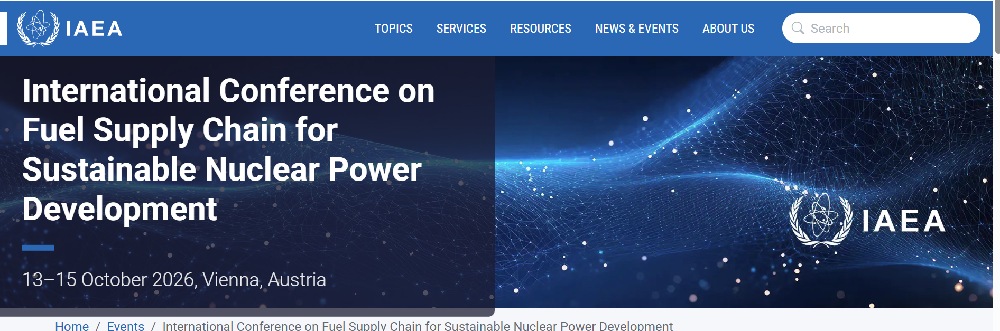 IAEA
TOPICS
SERVICES
RESOURCES
NEWS & EVENTS
ABOUT US
Search
International Conference on
Fuel Supply Chain for
Sustainable Nuclear Power
Development
13–15 October 2026, Vienna, Austria
IAEA
Home / Events / International Conference on Fuel Supply Chain for Sustainable Nuclear Power Development